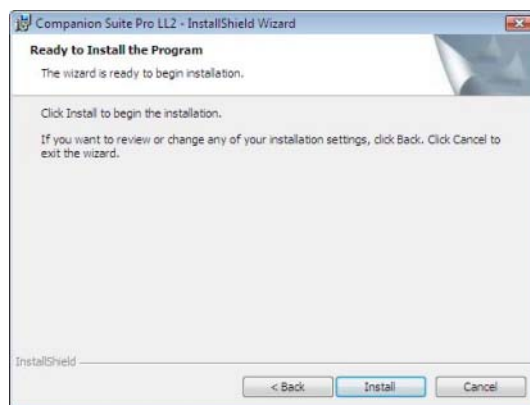 Companion Suite Pro LL2 - InstallShield Wizard
Ready to Install the Program
The wizard is ready to begin installation.
Click Install to begin the installation.
If you want to review or change any of your installation settings, click Back. Click Cancel to
exit the wizard.
InstallShield
< Back
Install
Cancel